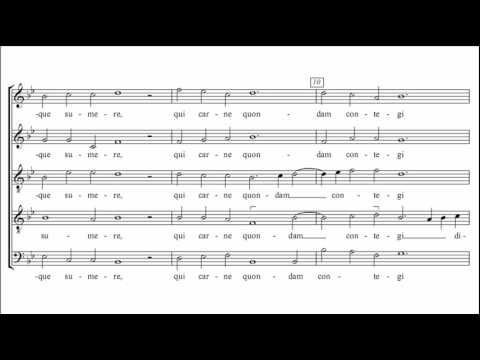 10
-que su-me-re, qui car-ne quon- dam con-te-gi
-que su-me-re, qui car-ne quon- dam con-te-gi
-que su-me-re, qui car-ne quon-dam con-te-gi
su-me-re, qui car-ne quon-dam con-te-gi di-
-que su-me-re, qui car-ne quon- dam con-te-gi